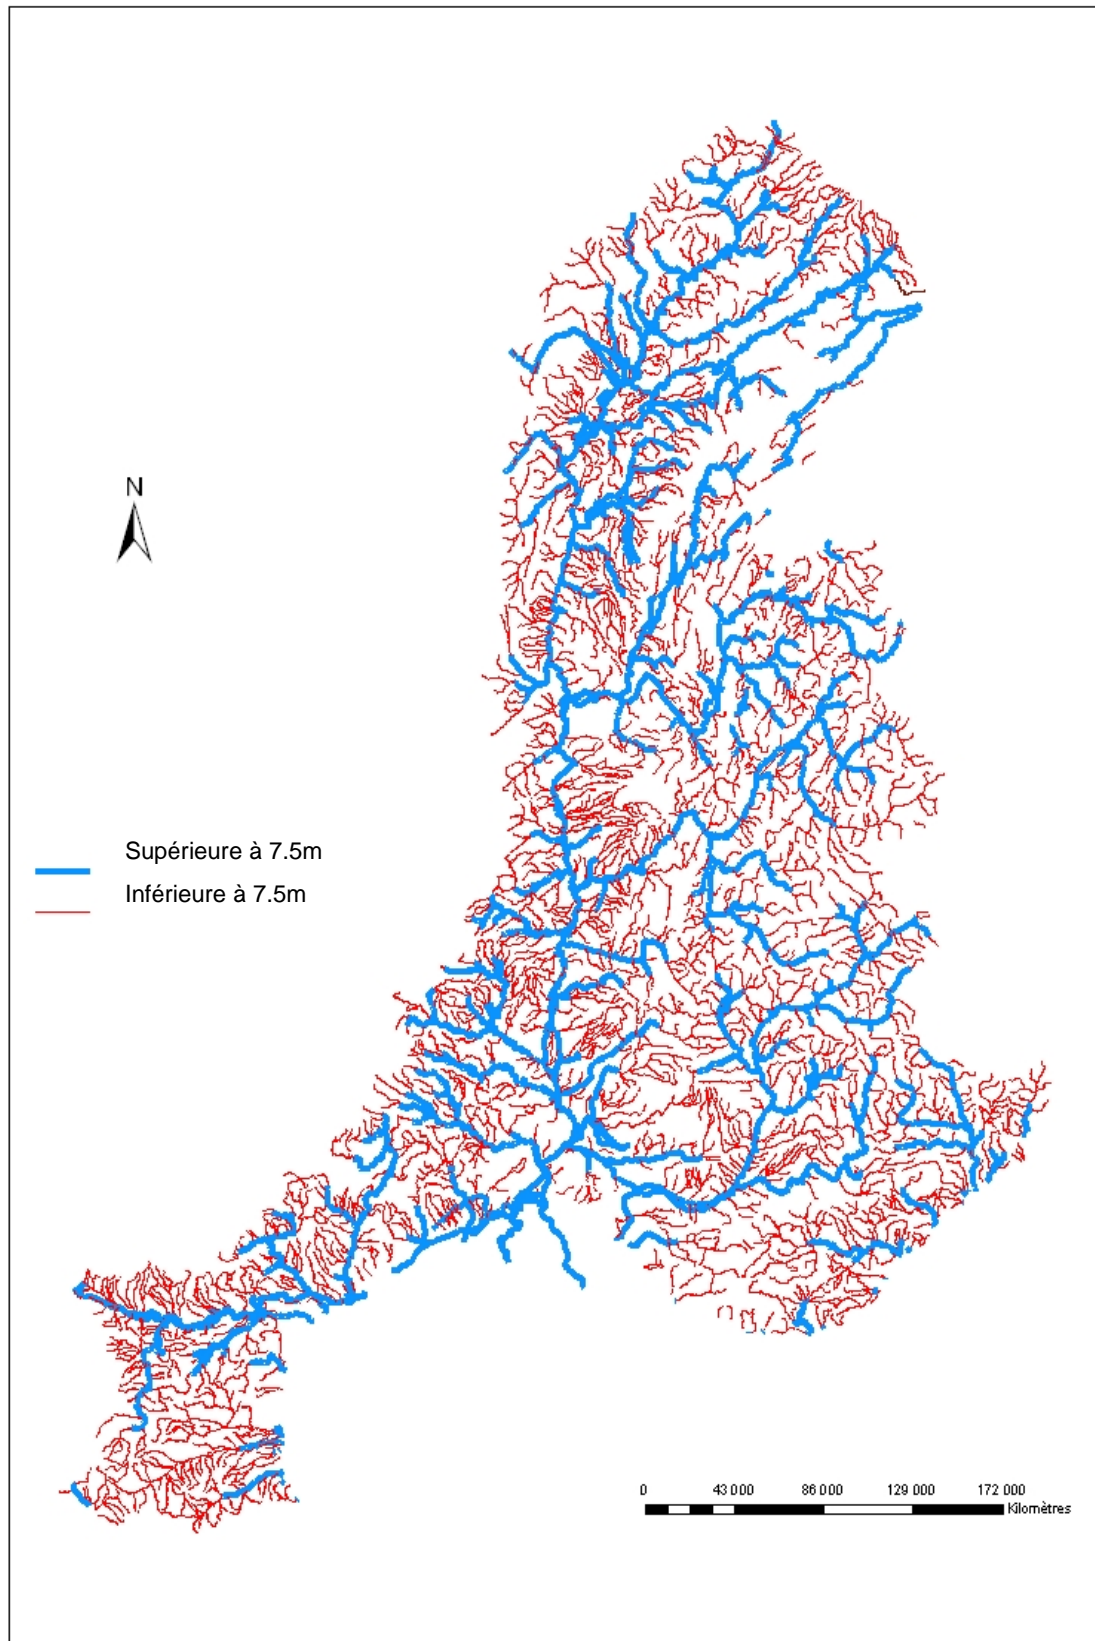 N
Supérieure à 7.5m
Inférieure à 7.5m
0 43 000 86 000 129 000 172 000
Kilomètres